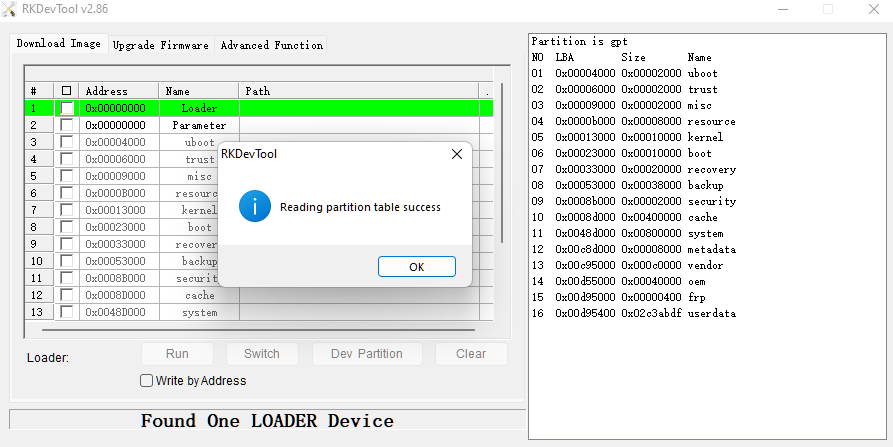 RKDevTool v2.86
Download Image Upgrade Firmware Advanced Function
# Address Name Path .
1 0x00000000 Loader
2 0x00000000 Parameter
3 0x00004000 uboot
4 0x00006000 trust
5 0x00009000 misc
6 0x0000B000 resourc
7 0x00013000 kernel
8 0x00023000 boot
9 0x00033000 recover
10 0x00053000 backup
11 0x0008B000 securit
12 0x0008D000 cache
13 0x0048D000 system
RKDevTool
Reading partition table success
OK
Loader: Run Switch Dev Partition Clear
Write by Address
Found One LOADER Device
Partition is gpt
NO LBA Size Name
01 0x00004000 0x00002000 uboot
02 0x00006000 0x00002000 trust
03 0x00009000 0x00002000 misc
04 0x0000b000 0x00008000 resource
05 0x00013000 0x00010000 kernel
06 0x00023000 0x00010000 boot
07 0x00033000 0x00020000 recovery
08 0x00053000 0x00038000 backup
09 0x0008b000 0x00002000 security
10 0x0008d000 0x00400000 cache
11 0x0048d000 0x00800000 system
12 0x00c8d000 0x00008000 metadata
13 0x00c95000 0x000c0000 vendor
14 0x00d55000 0x00040000 oem
15 0x00d95000 0x00000400 frp
16 0x00d95400 0x02c3abdf userdata